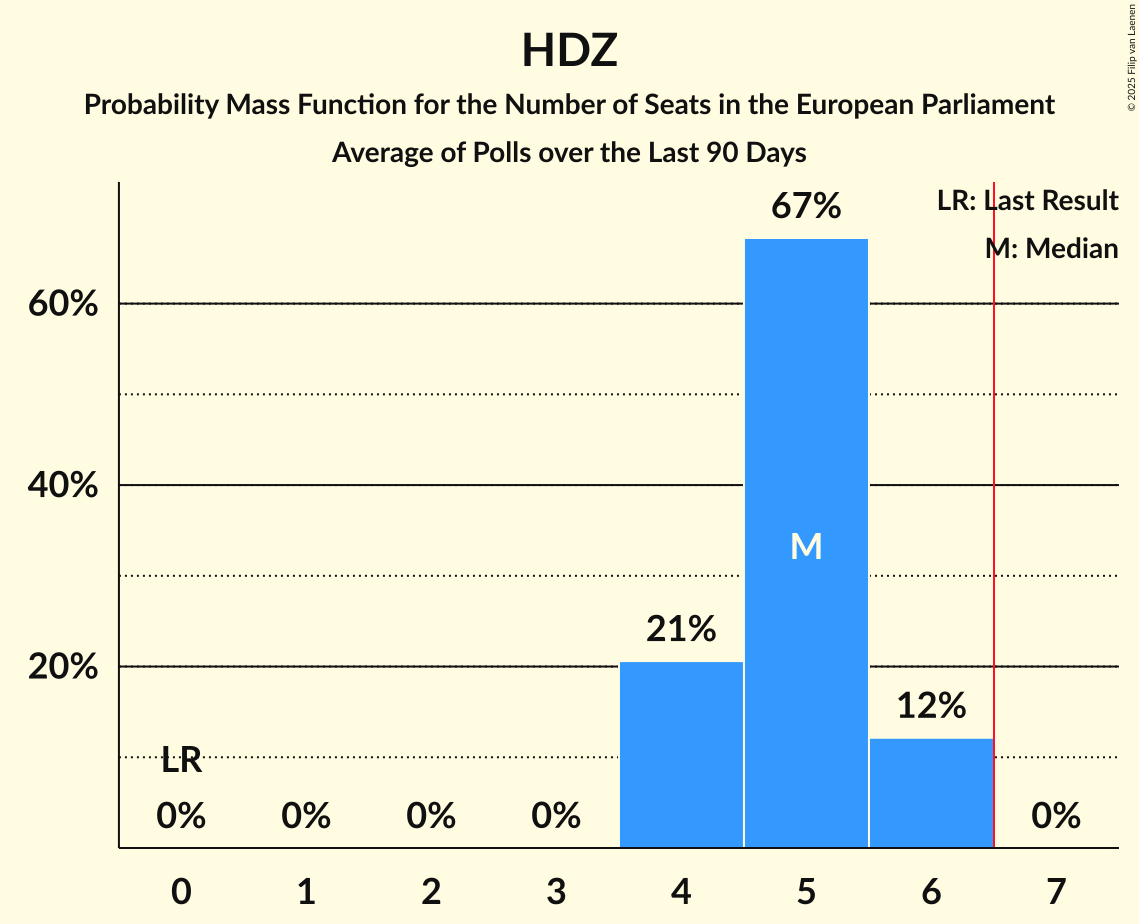 HDZ
Probability Mass Function for the Number of Seats in the European Parliament
Average of Polls over the Last 90 Days
© 2025 Filip van Laenen
LR: Last Result
M: Median
67%
60%
40%
M
21%
20%
12%
LR
0% 0% 0% 0% 0%
0 1 2 3 4 5 6 7